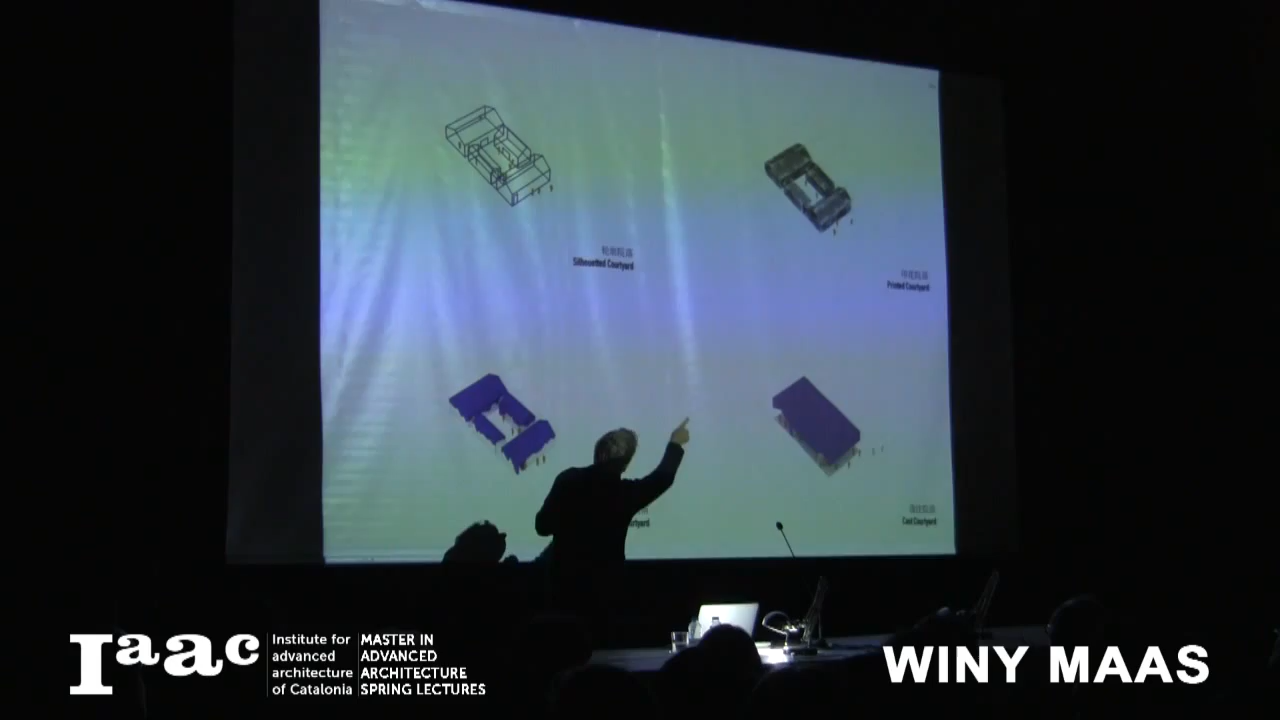 Silhouetted Courtyard
Printed Courtyard
Cast Courtyard
Iaac
Institute for
advanced
architecture
of Catalonia
MASTER IN
ADVANCED
ARCHITECTURE
SPRING LECTURES
WINY MAAS